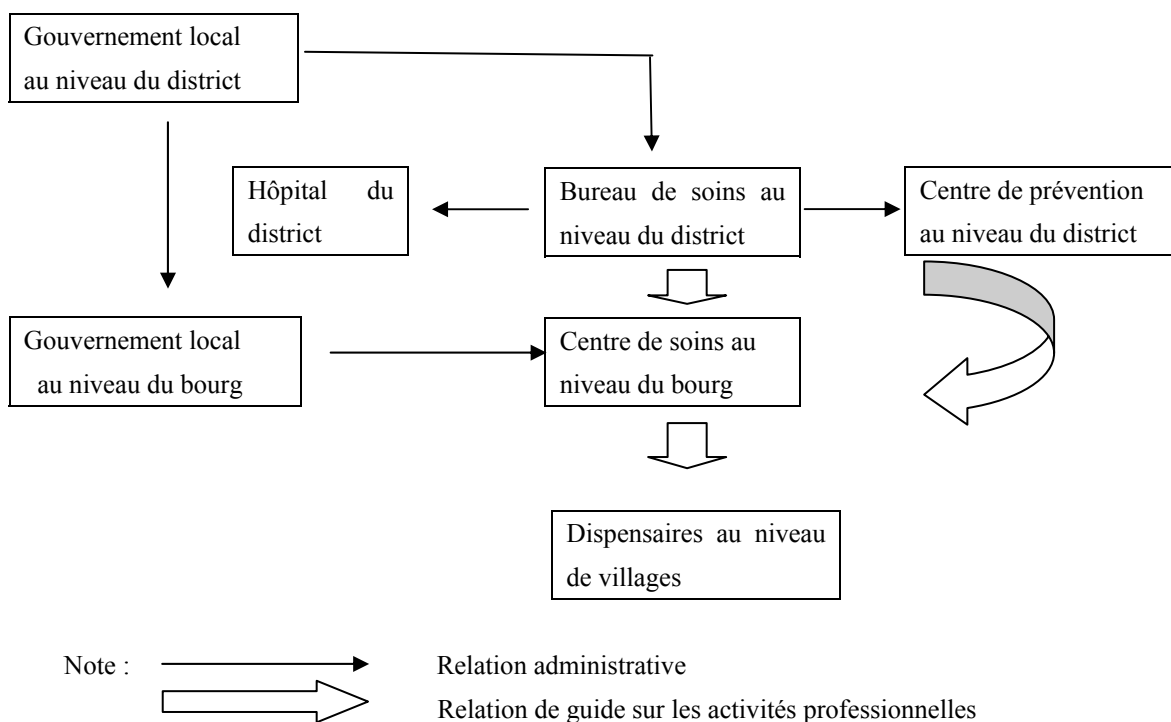 Gouvernement local
au niveau du district
Hôpital du
district
Bureau de soins au
niveau du district
Centre de prévention
au niveau du district
Gouvernement local
au niveau du bourg
Centre de soins au
niveau du bourg
Dispensaires au niveau
de villages
Note :
Relation administrative
Relation de guide sur les activités professionnelles